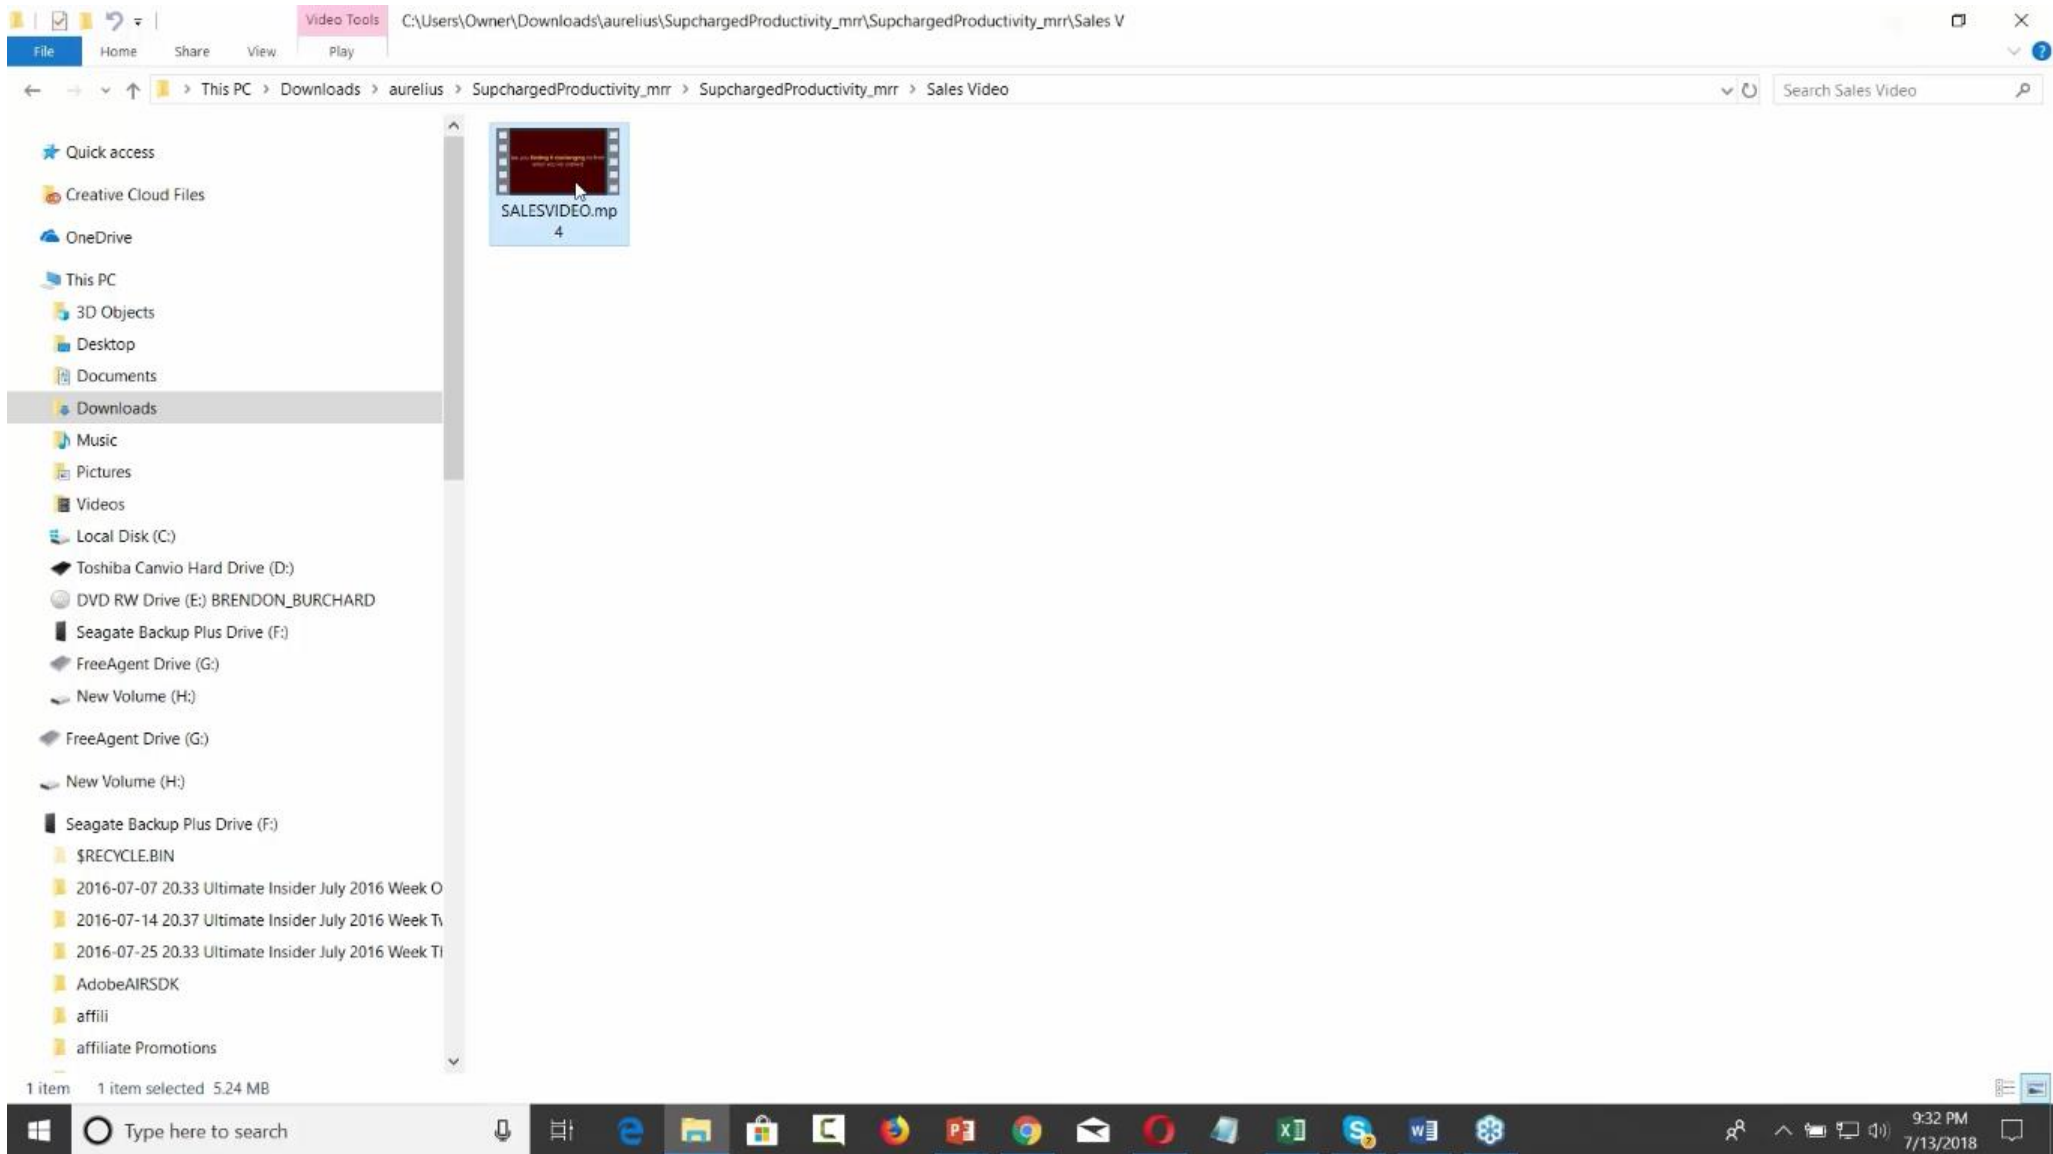 Video Tools
C:\Users\Owner\Downloads\aurelius\SupchargedProductivity_mrr\SupchargedProductivity_mrr\Sales V
File
Home
Share
View
Play
This PC > Downloads > aurelius > SupchargedProductivity_mrr > SupchargedProductivity_mrr > Sales Video
Search Sales Video
Quick access
Creative Cloud Files
OneDrive
This PC
3D Objects
Desktop
Documents
Downloads
Music
Pictures
Videos
Local Disk (C:)
Toshiba Canvio Hard Drive (D:)
DVD RW Drive (E:) BRENDON_BURCHARD
Seagate Backup Plus Drive (F:)
FreeAgent Drive (G:)
New Volume (H:)
FreeAgent Drive (G:)
New Volume (H:)
Seagate Backup Plus Drive (F:)
$RECYCLE.BIN
2016-07-07 20.33 Ultimate Insider July 2016 Week O
2016-07-14 20.37 Ultimate Insider July 2016 Week Tw
2016-07-25 20.33 Ultimate Insider July 2016 Week Tl
AdobeAIRSDK
affili
affiliate Promotions
SALESVIDEO.mp
4
1 item
1 item selected 5.24 MB
Type here to search
9:32 PM
7/13/2018